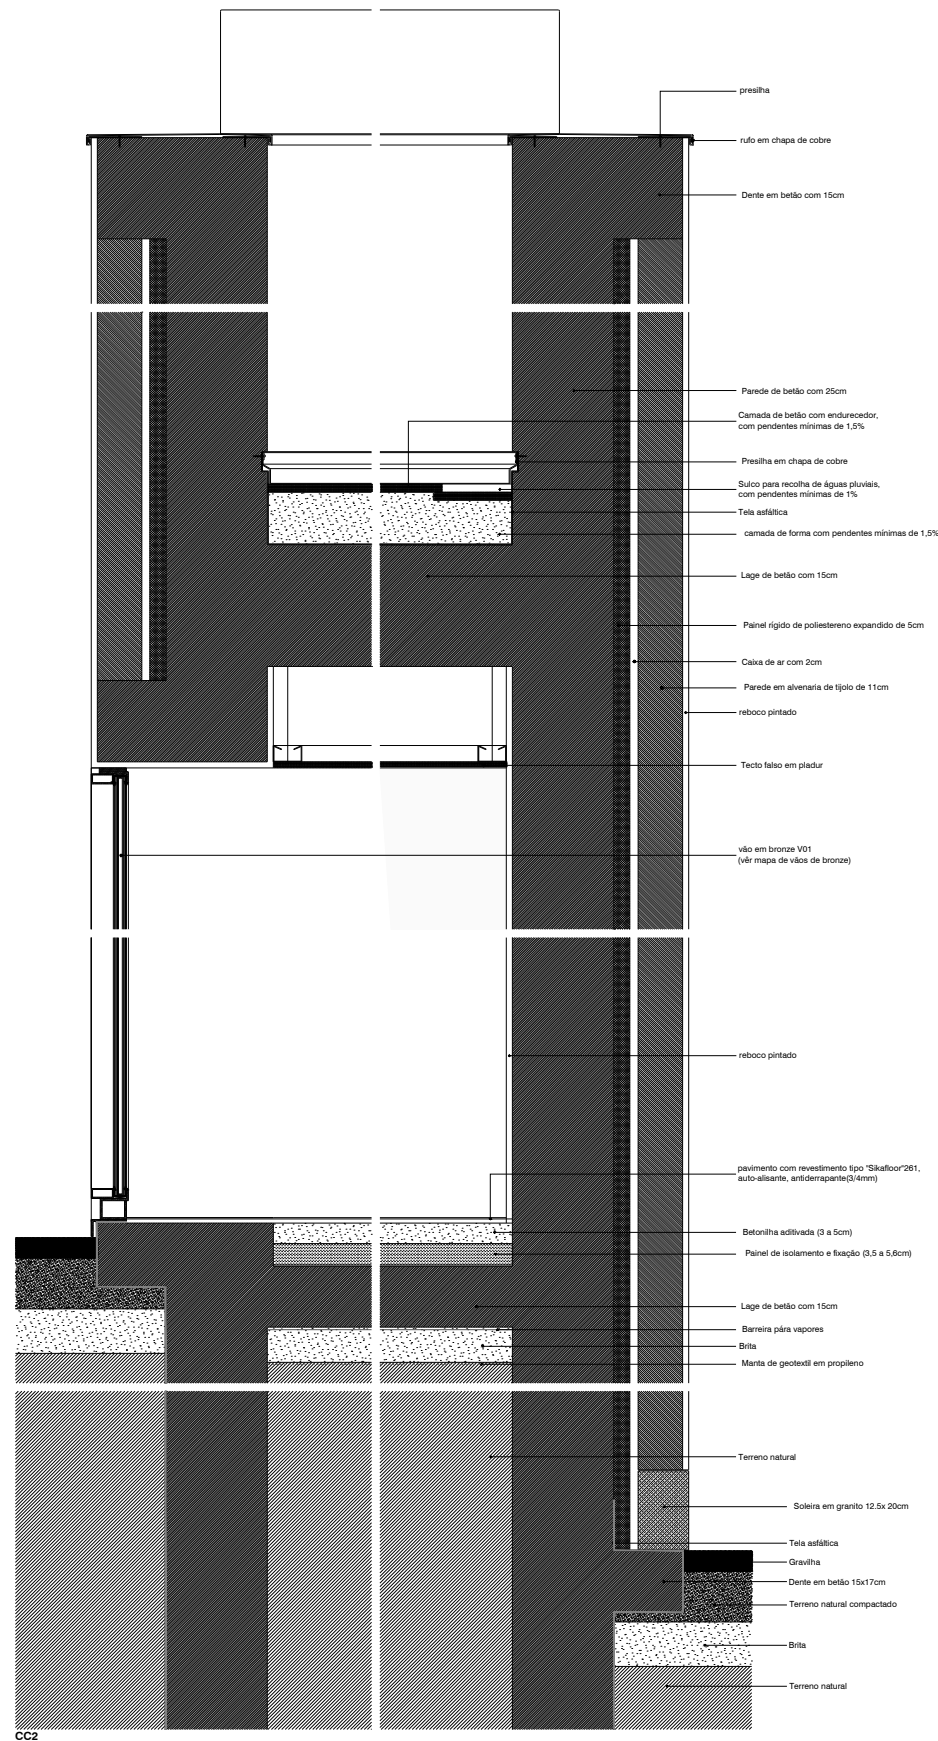 presilha
rufo em chapa de cobre
Dente em betão com 15cm
Parede de betão com 25cm
Camada de betão com endurecedor,
com pendentes mínimas de 1,5%
Presilha em chapa de cobre
Sulco para recolha de águas pluviais,
com pendentes mínimas de 1%
Tela asfáltica
camada de forma com pendentes mínimas de 1,5%
Lage de betão com 15cm
Painel rígido de poliestereno expandido de 5cm
Caixa de ar com 2cm
Parede em alvenaria de tijolo de 11cm
reboco pintado
Tecto falso em pladur
vão em bronze V01
(vêr mapa de vãos de bronze)
reboco pintado
pavimento com revestimento tipo "Sikafloor"261,
auto-alisante, antiderrapante(3/4mm)
Betonilha aditivada (3 a 5cm)
Painel de isolamento e fixação (3,5 a 5,6cm)
Lage de betão com 15cm
Barreira pára vapores
Brita
Manta de geotextil em propileno
Terreno natural
Soleira em granito 12.5x 20cm
Tela asfáltica
Gravilha
Dente em betão 15x17cm
Terreno natural compactado
Brita
Terreno natural
CC2